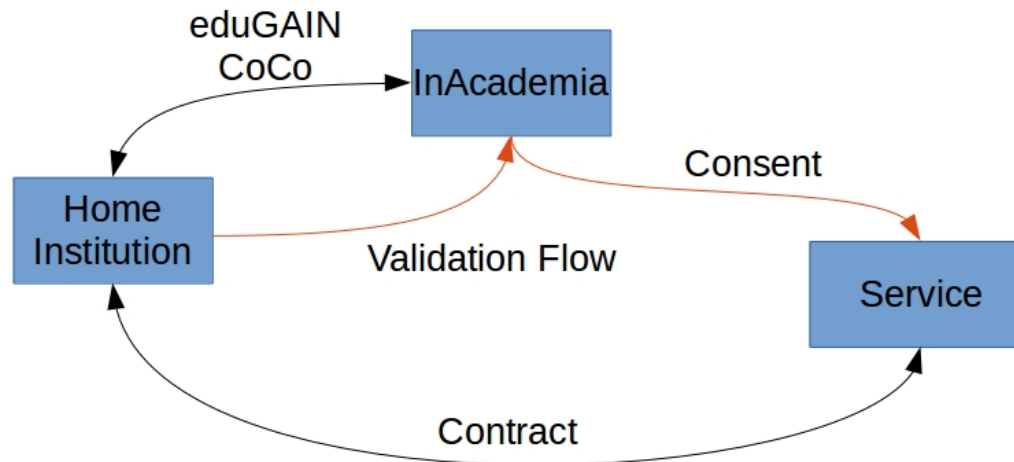 eduGAIN
CoCo
InAcademia
Consent
Home
Institution
Validation Flow
Service
Contract